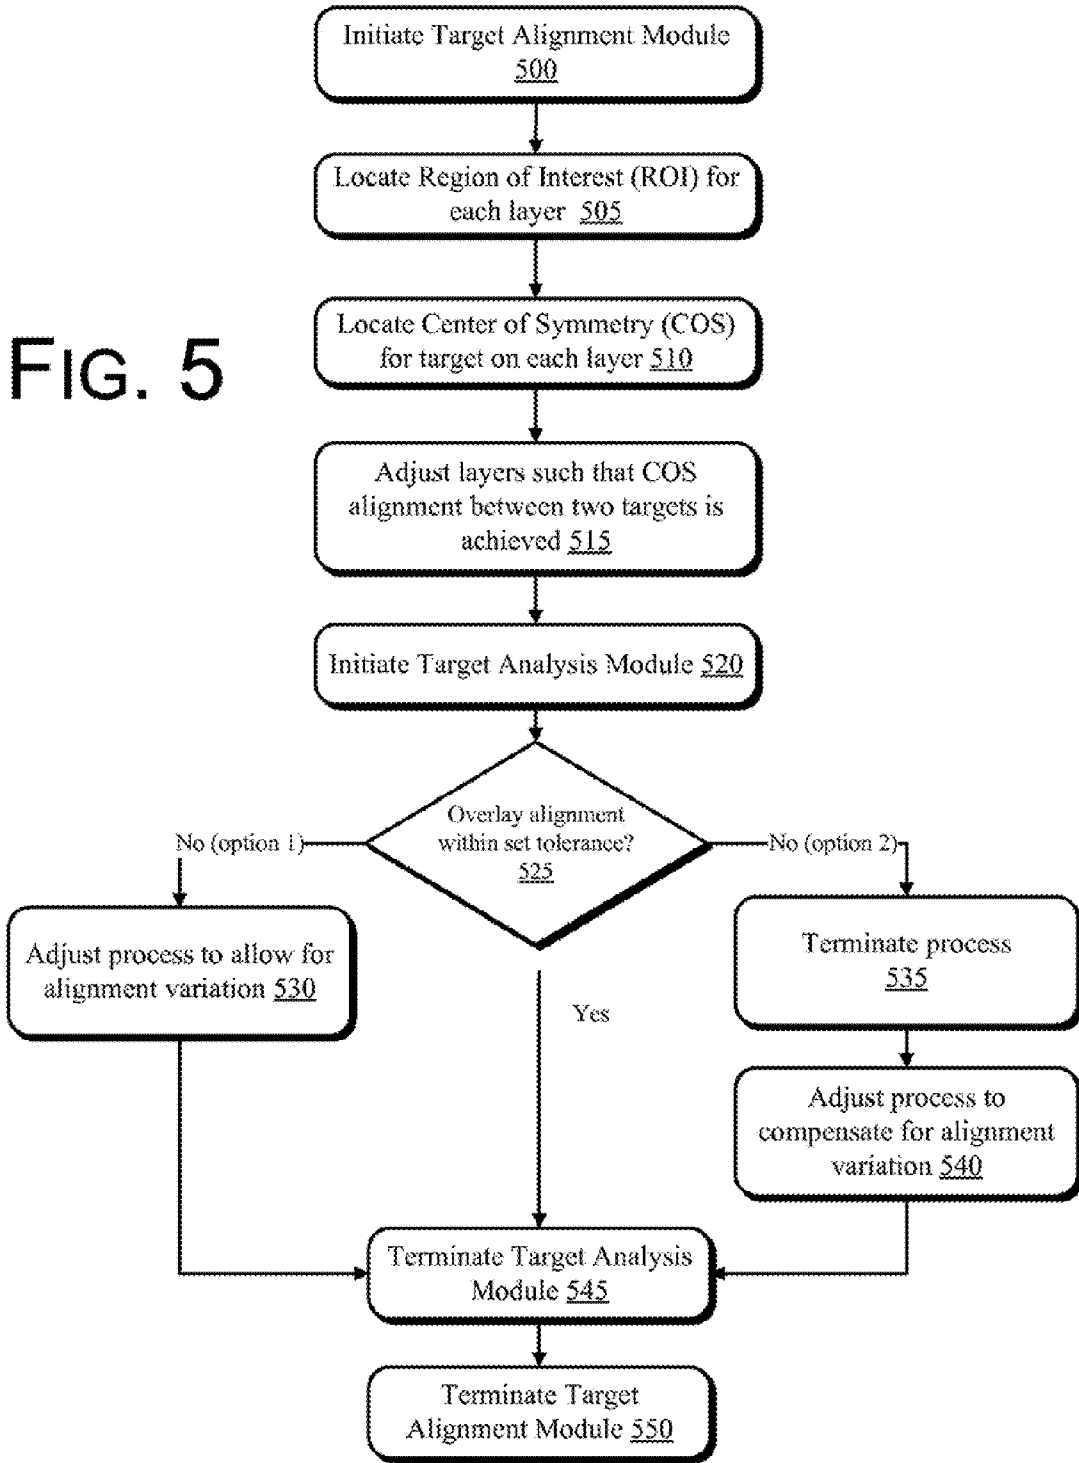 Initiate Target Alignment Module
500
Locate Region of Interest (ROI) for
each layer 505
FIG. 5
Locate Center of Symmetry (COS)
for target on each layer 510
Adjust layers such that COS
alignment between two targets is
achieved 515
Initiate Target Analysis Module 520
Overlay alignment
within set tolerance?
525
No (option 1)
No (option 2)
Adjust process to allow for
alignment variation 530
Terminate process
535
Yes
Adjust process to
compensate for alignment
variation 540
Terminate Target Analysis
Module 545
Terminate Target
Alignment Module 550